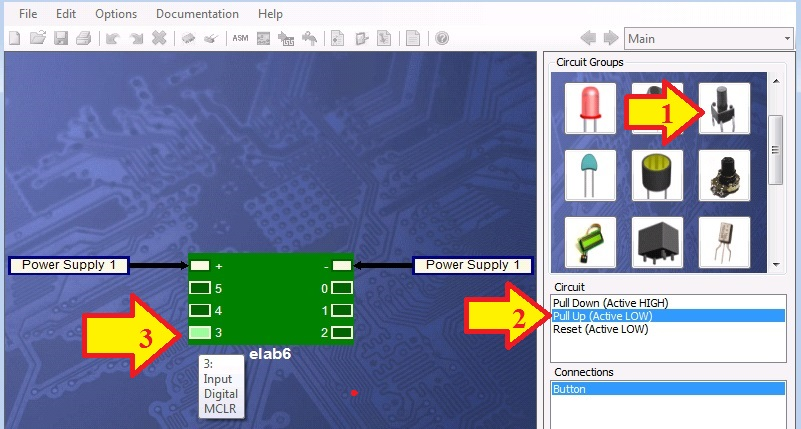 File Edit Options Documentation Help
ASM
Main
Circuit Groups
1
Power Supply 1
+ -
Power Supply 1
5 0
4 1
3 2
elab6
3
3:
Input
Digital
MCLR
Circuit
Pull Down (Active HIGH)
2
Pull Up (Active LOW)
Reset (Active LOW)
Connections
Button